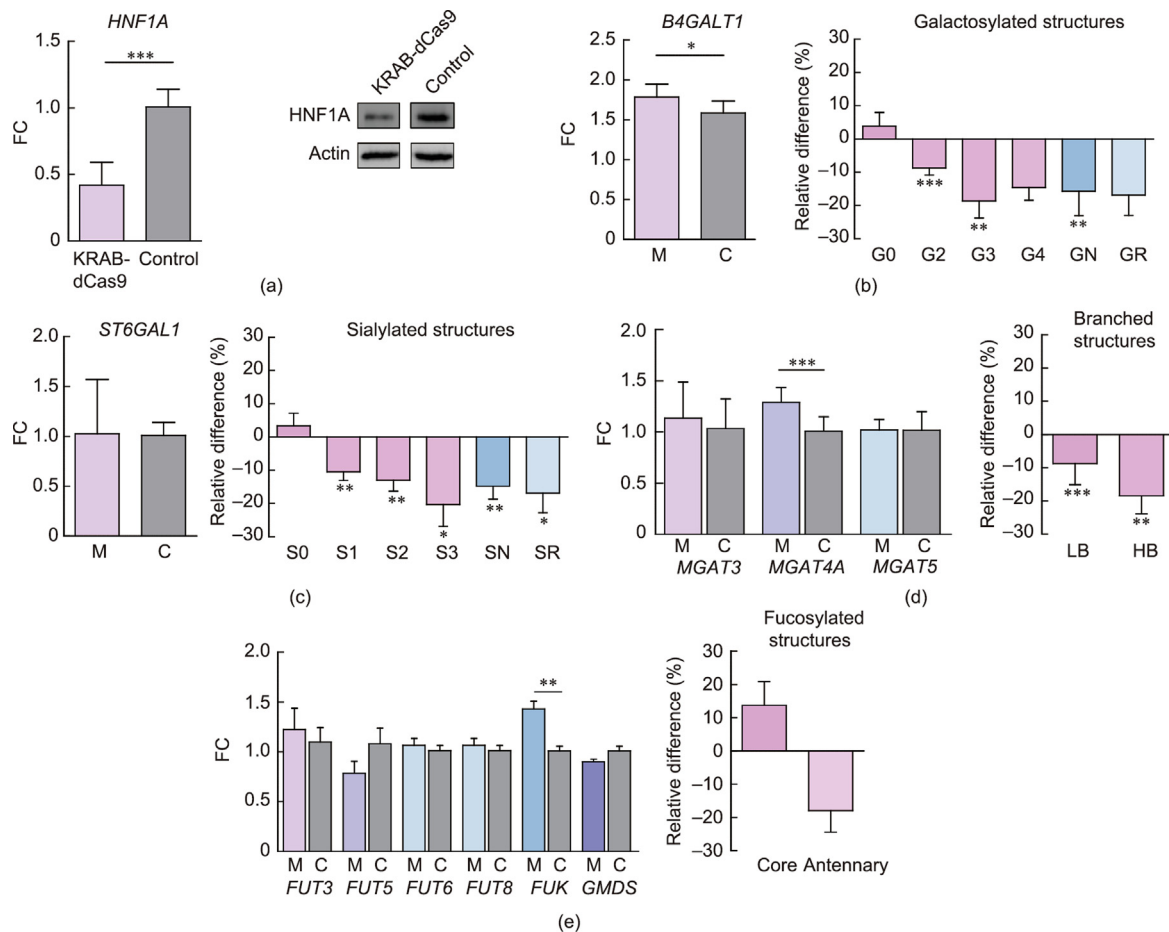 HNF1A
1.5
***
1.0
FC
0.5
0
KRAB-
dCas9
Control
KRAB-dCas9
Control
HNF1A
Actin
(a)
B4GALT1
2.5
*
2.0
1.5
FC
1.0
0.5
0
M C
Galactosylated structures
Relative difference (%)
30
20
10
0
–10
–20
–30
***
**
**
G0 G2 G3 G4 GN GR
(b)
ST6GAL1
2.0
1.5
FC
1.0
0.5
0
M C
Sialylated structures
Relative difference (%)
30
20
10
0
–10
–20
–30
**
**
*
**
*
S0 S1 S2 S3 SN SR
(c)
2.0
***
1.5
FC
1.0
0.5
0
M C M C M C
MGAT3 MGAT4A MGAT5
Branched
structures
Relative difference (%)
30
20
10
0
–10
–20
–30
***
**
LB HB
(d)
2.0
**
1.5
FC
1.0
0.5
0
M C M C M C M C M C M C
FUT3 FUT5 FUT6 FUT8 FUK GMDS
Fucosylated
structures
Relative difference (%)
30
20
10
0
–10
–20
–30
Core Antennary
(e)